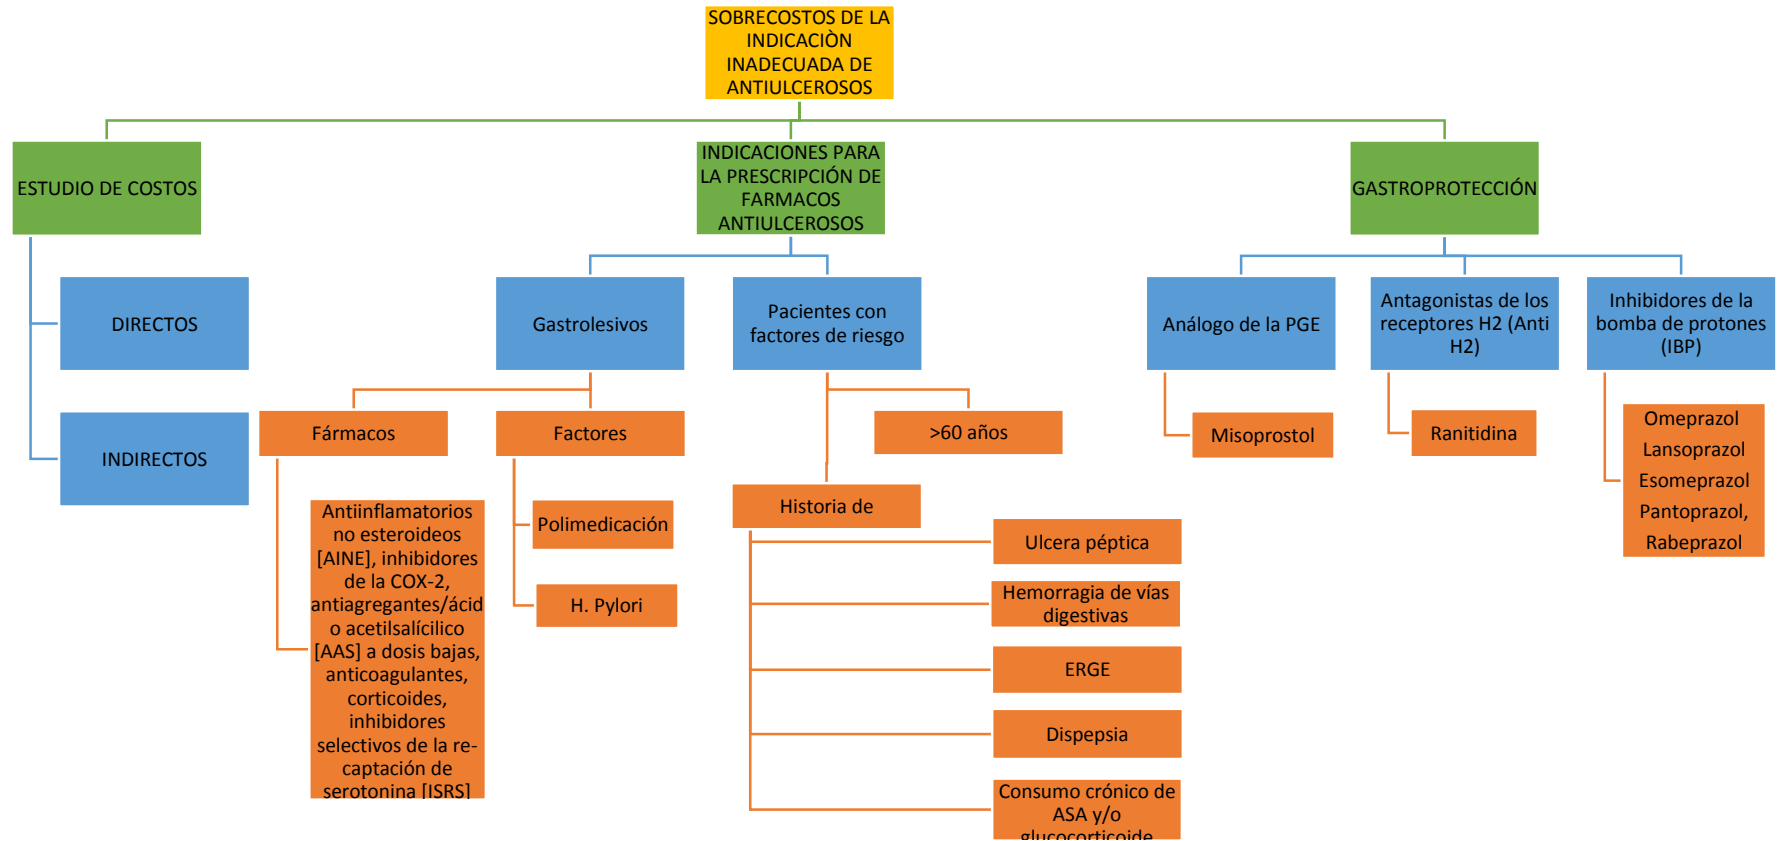 SOBRECOSTOS DE LA
INDICACIÒN
INADECUADA DE
ANTIULCEROSOS
ESTUDIO DE COSTOS
INDICACIONES PARA
LA PRESCRIPCIÓN DE
FARMACOS
ANTIULCEROSOS
GASTROPROTECCIÓN
DIRECTOS
INDIRECTOS
Gastrolesivos
Pacientes con
factores de riesgo
Análogo de la PGE
Antagonistas de los
receptores H2 (Anti
H2)
Inhibidores de la
bomba de protones
(IBP)
Fármacos
Factores
>60 años
Misoprostol
Ranitidina
Omeprazol
Lansoprazol
Esomeprazol
Pantoprazol,
Rabeprazol
Antiinflamatorios
no esteroideos
[AINE], inhibidores
de la COX-2,
antiagregantes/ácid
o acetilsalícilico
[AAS] a dosis bajas,
anticoagulantes,
corticoides,
inhibidores
selectivos de la re-
captación de
serotonina [ISRS]
Polimedicación
H. Pylori
Historia de
Ulcera péptica
Hemorragia de vías
digestivas
ERGE
Dispepsia
Consumo crónico de
ASA y/o
glucocorticoide